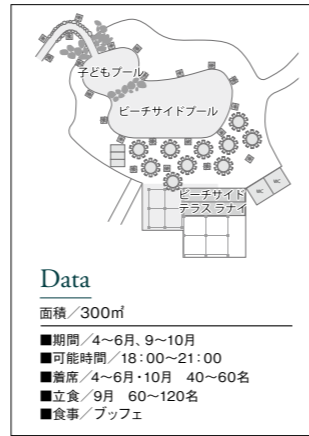 子どもプール
ビーチサイドプール
ビーチサイド
テラス ラナイ
Data
面積／300㎡
■期間／4〜6月、9〜10月
■可能時間／18：00〜21：00
■着席／4〜6月・10月　40〜60名
■立食／9月　60〜120名
■食事／ブッフェ